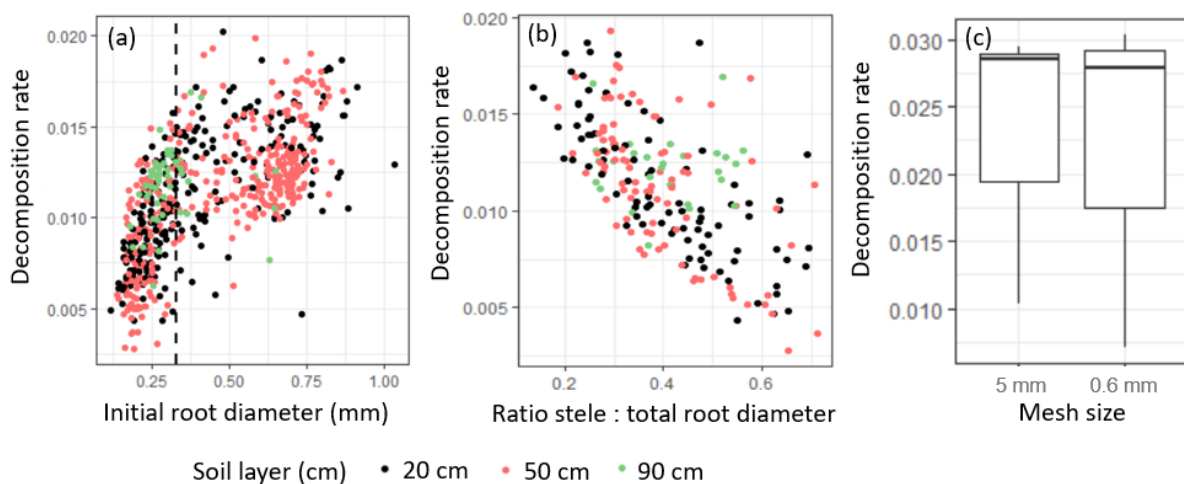 (a)
Decomposition rate
0.020
0.015
0.010
0.005
0.25 0.50 0.75 1.00
Initial root diameter (mm)
(b)
Decomposition rate
0.020
0.015
0.010
0.005
0.2 0.4 0.6
Ratio stele : total root diameter
(c)
Decomposition rate
0.030
0.025
0.020
0.015
0.010
5 mm 0.6 mm
Mesh size
Soil layer (cm) 20 cm 50 cm 90 cm